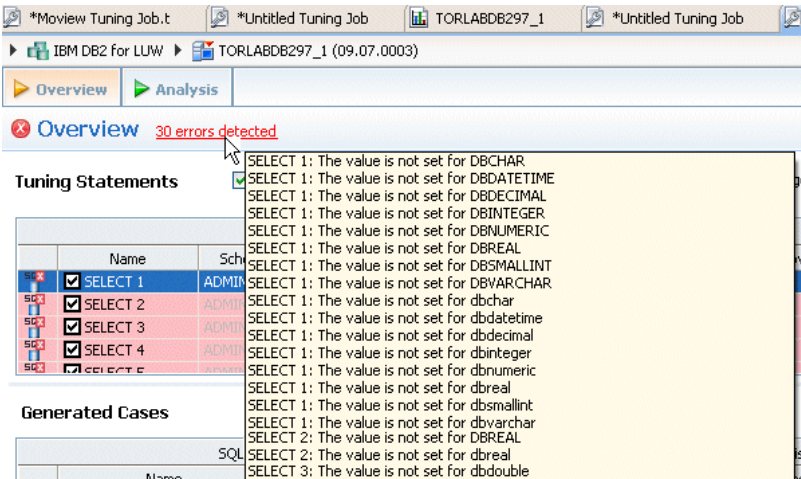 *Moview Tuning Job.t *Untitled Tuning Job TORLABDB297_1 *Untitled Tuning Job
IBM DB2 for LUW TORLABDB297_1 (09.07.0003)
Overview Analysis
Overview 30 errors detected
SELECT 1: The value is not set for DBCHAR
Tuning Statements
SELECT 1: The value is not set for DBDATETIME
SELECT 1: The value is not set for DBDECIMAL
SELECT 1: The value is not set for DBINTEGER
SELECT 1: The value is not set for DBNUMERIC
SELECT 1: The value is not set for DBREAL
Name Sch
SELECT 1: The value is not set for DBSMALLINT
SELECT 1 ADMIN
SELECT 1: The value is not set for DBVARCHAR
SELECT 2 ADMIN
SELECT 1: The value is not set for dbchar
SELECT 1: The value is not set for dbdatetime
SELECT 3 ADMIN
SELECT 1: The value is not set for dbdecimal
SELECT 4 ADMIN
SELECT 1: The value is not set for dbinteger
SELECT 5
SELECT 1: The value is not set for dbnumeric
SELECT 1: The value is not set for dbreal
Generated Cases
SELECT 1: The value is not set for dbsmallint
SELECT 1: The value is not set for dbvarchar
SELECT 2: The value is not set for DBREAL
SQL
SELECT 2: The value is not set for dbreal
Name
SELECT 3: The value is not set for dbdouble